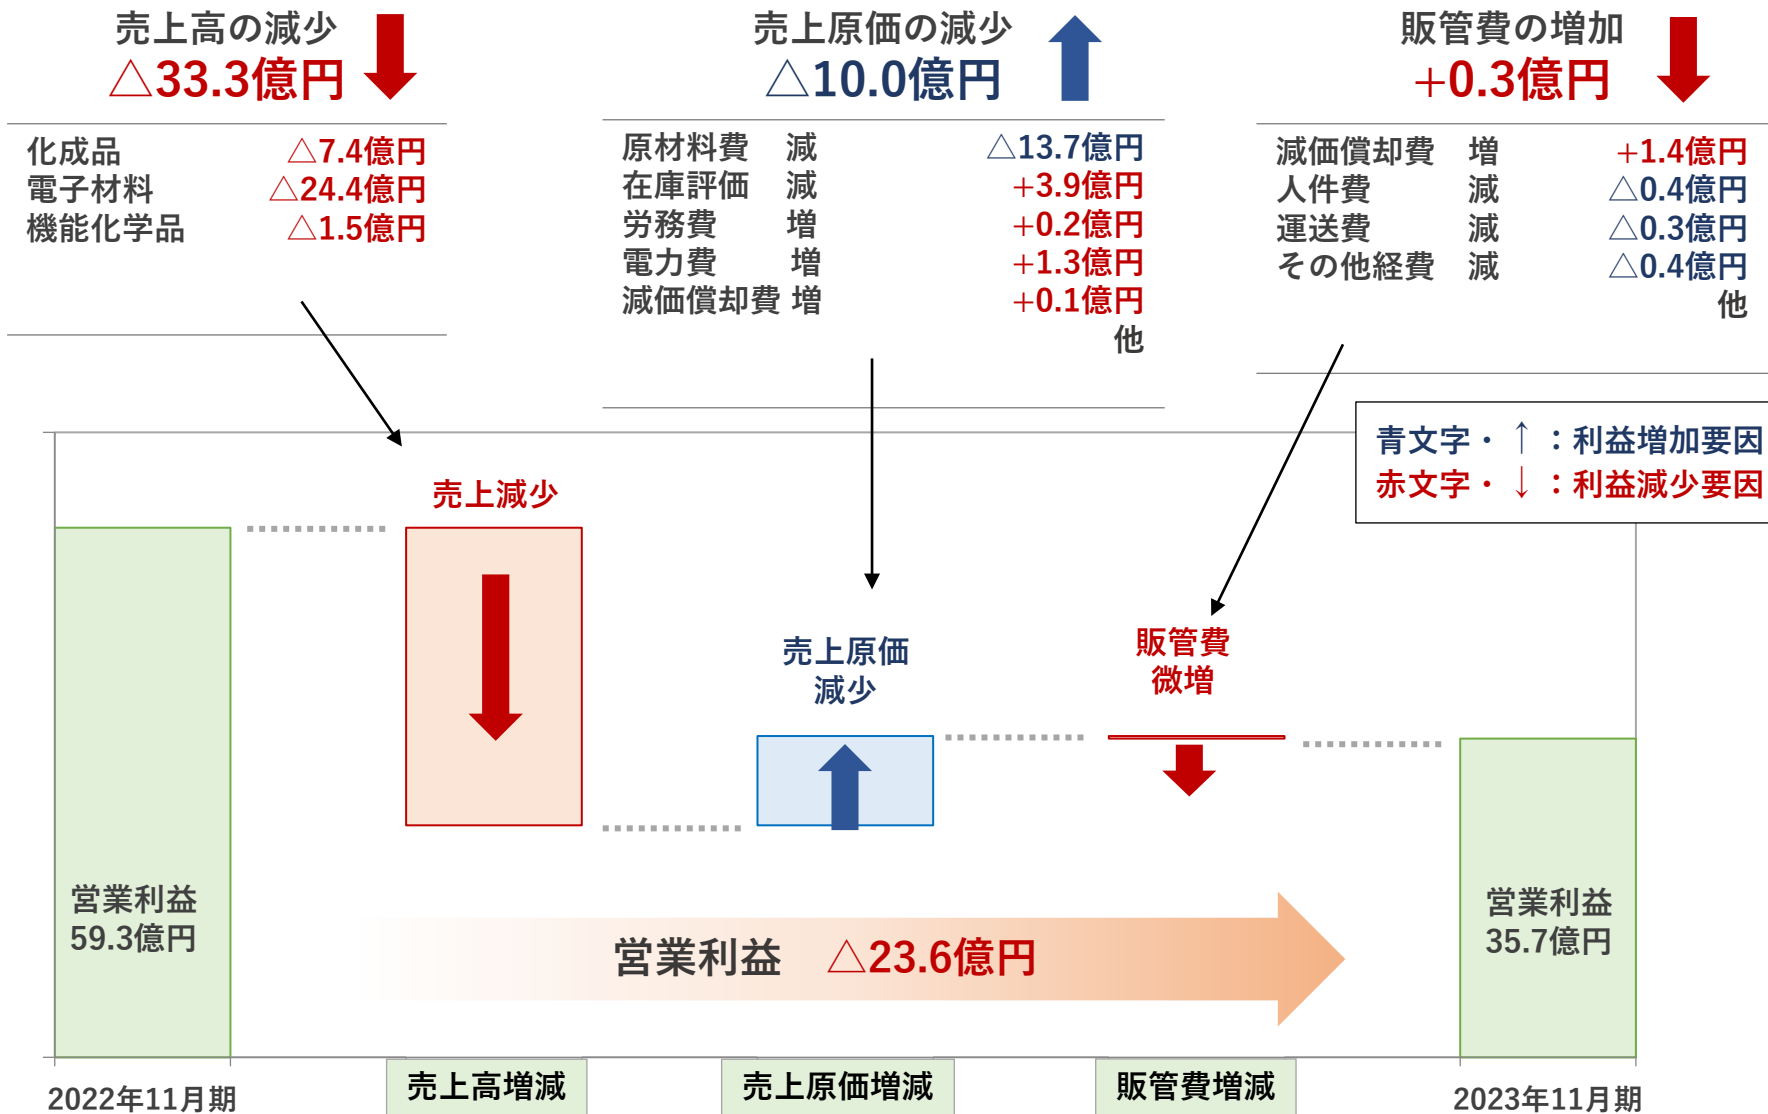 売上高の減少
△33.3億円
化成品 △7.4億円
電子材料 △24.4億円
機能化学品 △1.5億円
売上原価の減少
△10.0億円
原材料費 減 △13.7億円
在庫評価 減 +3.9億円
労務費 増 +0.2億円
電力費 増 +1.3億円
減価償却費 増 +0.1億円
他
販管費の増加
+0.3億円
減価償却費 増 +1.4億円
人件費 減 △0.4億円
運送費 減 △0.3億円
その他経費 減 △0.4億円
他
青文字・↑：利益増加要因
赤文字・↓：利益減少要因
売上減少
売上原価
減少
販管費
微増
営業利益
59.3億円
営業利益 △23.6億円
営業利益
35.7億円
2022年11月期
売上高増減
売上原価増減
販管費増減
2023年11月期